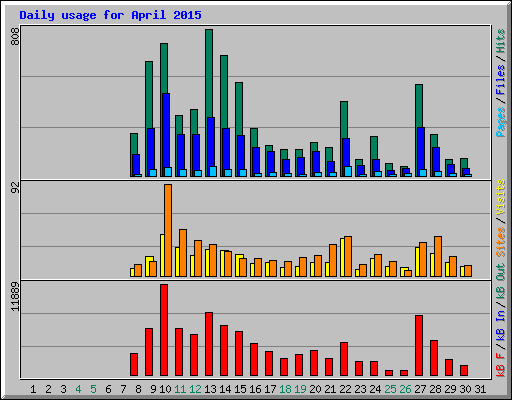 Daily usage for April 2015
808
Pages / Files / Hits
92
Sites / Visits
11889
kB F / kB In / kB Out
1 2 3 4 5 6 7 8 9 10 11 12 13 14 15 16 17 18 19 20 21 22 23 24 25 26 27 28 29 30 31